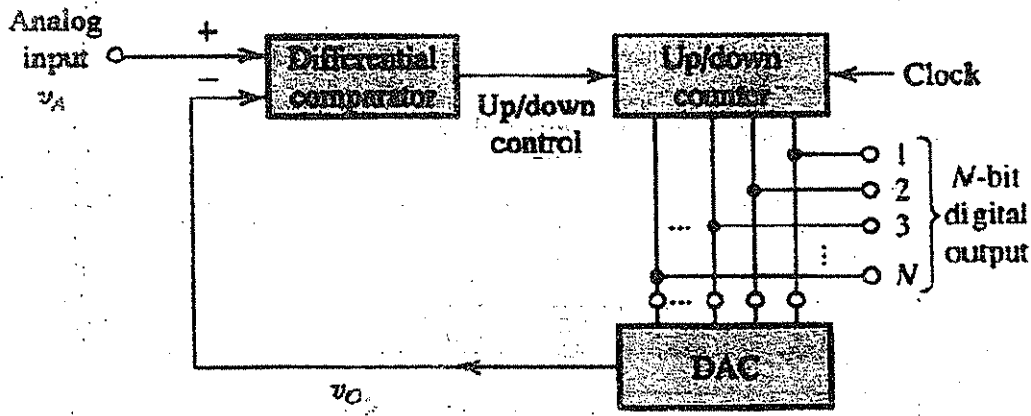 Analog
input
v_A
+
−
Differential
comparator
Up/down
control
Up/down
counter
Clock
1
2
3
...
⋮
N
N-bit
digital
output
...
DAC
v_O